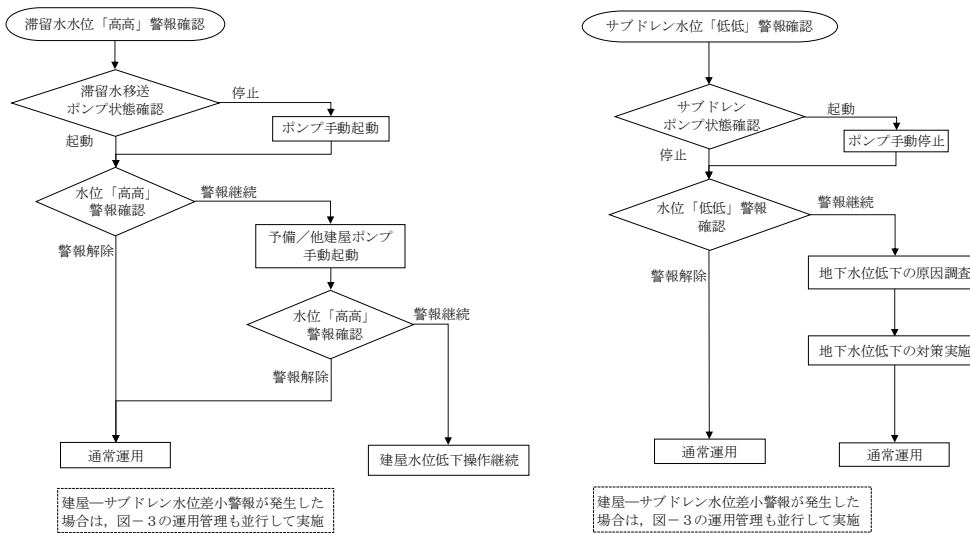 滞留水水位「高高」警報確認
滞留水移送
ポンプ状態確認
停止
ポンプ手動起動
起動
水位「高高」
警報確認
警報継続
予備／他建屋ポンプ
手動起動
警報解除
水位「高高」
警報確認
警報継続
警報解除
通常運用
建屋水位低下操作継続
建屋―サブドレン水位差小警報が発生した
場合は，図－３の運用管理も並行して実施
サブドレン水位「低低」警報確認
サブドレン
ポンプ状態確認
起動
ポンプ手動停止
停止
水位「低低」警報
確認
警報継続
地下水位低下の原因調査
警報解除
地下水位低下の対策実施
通常運用
通常運用
建屋―サブドレン水位差小警報が発生した
場合は，図－３の運用管理も並行して実施